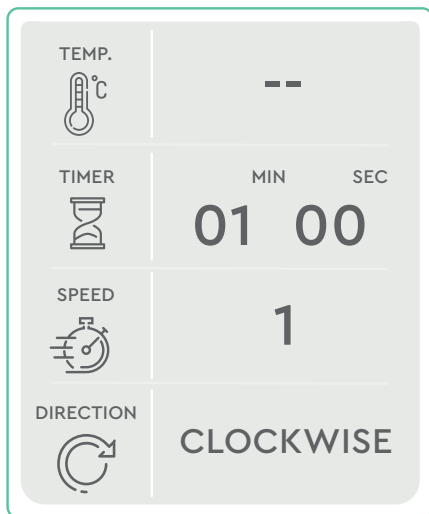 TEMP.
°C
--
TIMER
MIN SEC
01 00
SPEED
1
DIRECTION
CLOCKWISE